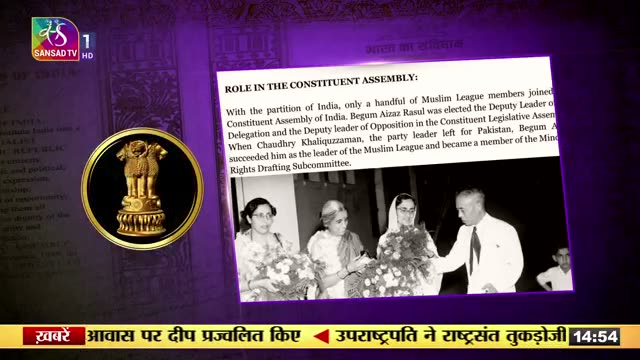 SANSAD TV
1
HD
भारत का संविधान
ROLE IN THE CONSTITUENT ASSEMBLY:
With the partition of India, only a handful of Muslim League members joined
Constituent Assembly of India. Begum Aizaz Rasul was elected the Deputy Leader of
Delegation and the Deputy leader of Opposition in the Constituent Legislative Assem
When Chaudhry Khaliquzzaman, the party leader left for Pakistan, Begum A
succeeded him as the leader of the Muslim League and became a member of the Mino
Rights Drafting Subcommittee.
ख़बरें
आवास पर दीप प्रज्वलित किए
उपराष्ट्रपति ने राष्ट्रसंत तुकड़ोजी
14:54